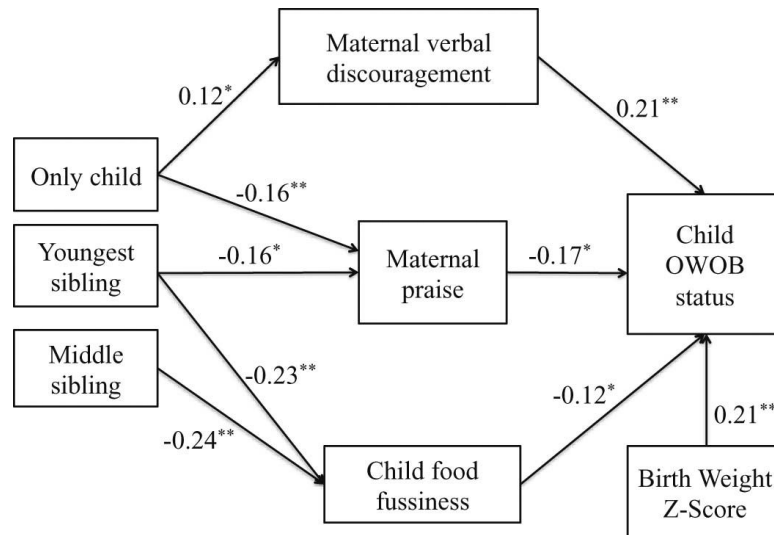 Maternal verbal
discouragement
0.12*
0.21**
Only child
-0.16**
Youngest
sibling
-0.16*
Maternal
praise
-0.17*
Child
OWOB
status
Middle
sibling
-0.23**
-0.24**
-0.12*
0.21**
Child food
fussiness
Birth Weight
Z-Score